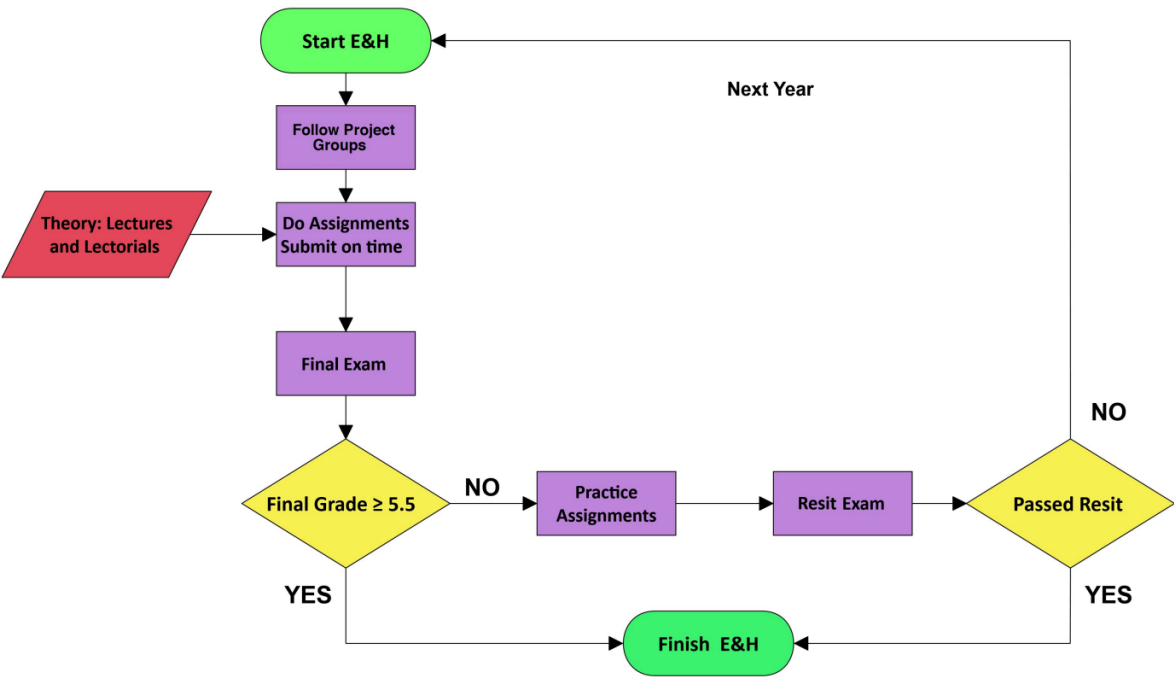 Start E&H
Next Year
Follow Project
Groups
Theory: Lectures
and Lectorials
Do Assignments
Submit on time
Final Exam
NO
Final Grade ≥ 5.5
NO
Practice
Assignments
Resit Exam
Passed Resit
YES
YES
Finish E&H